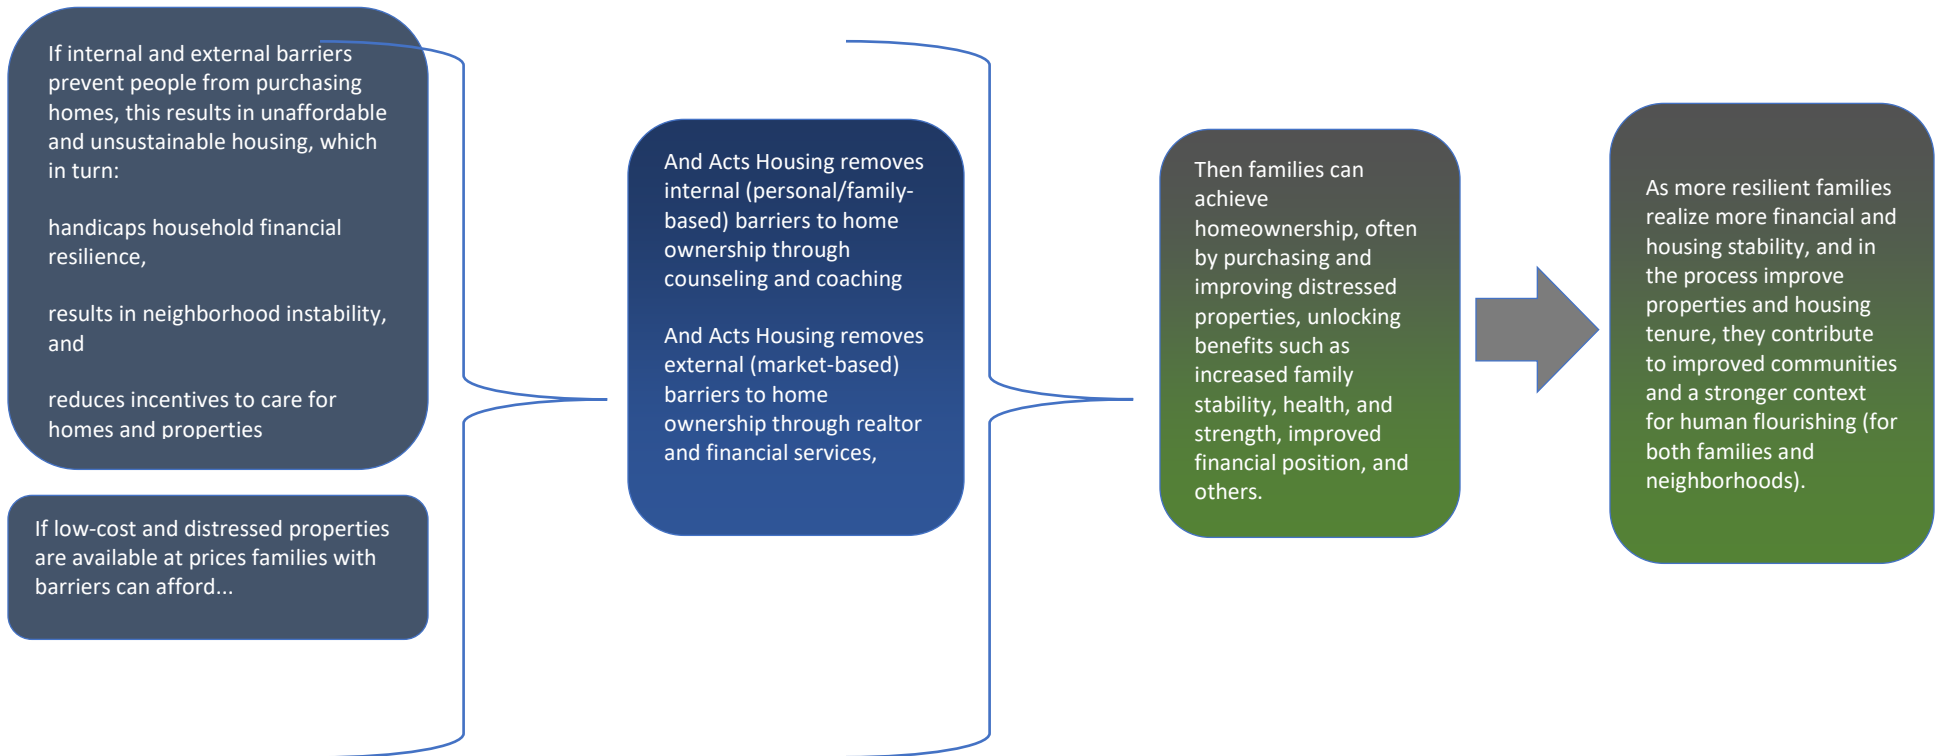 If internal and external barriers
prevent people from purchasing
homes, this results in unaffordable
and unsustainable housing, which
in turn:
handicaps household financial
resilience,
results in neighborhood instability,
and
reduces incentives to care for
homes and properties
If low-cost and distressed properties
are available at prices families with
barriers can afford...
And Acts Housing removes
internal (personal/family-
based) barriers to home
ownership through
counseling and coaching
And Acts Housing removes
external (market-based)
barriers to home
ownership through realtor
and financial services,
Then families can
achieve
homeownership, often
by purchasing and
improving distressed
properties, unlocking
benefits such as
increased family
stability, health, and
strength, improved
financial position, and
others.
As more resilient families
realize more financial and
housing stability, and in
the process improve
properties and housing
tenure, they contribute
to improved communities
and a stronger context
for human flourishing (for
both families and
neighborhoods).